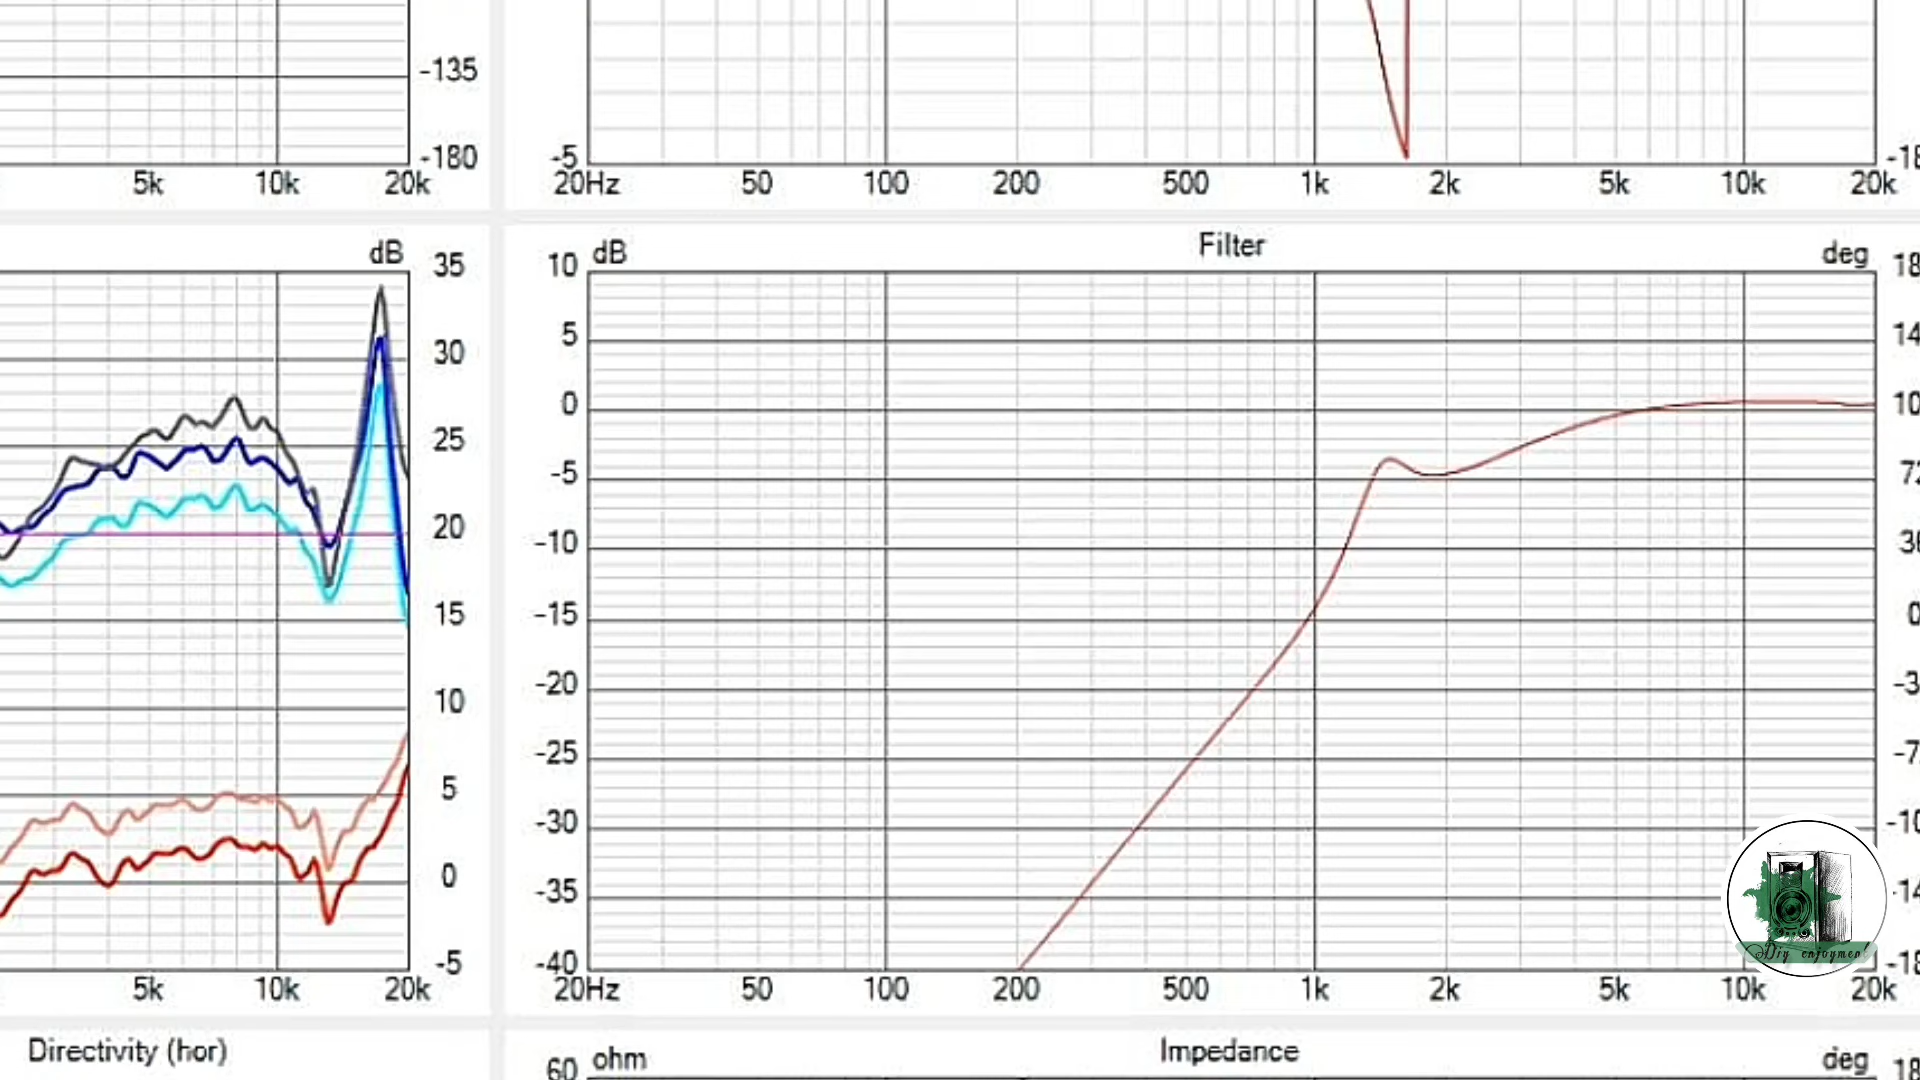 -135
-180
5k 10k 20k
-5
20Hz 50 100 200 500 1k 2k 5k 10k 20k
dB
35
30
25
20
15
10
5
0
-5
5k 10k 20k
Filter
dB
deg
10
5
0
-5
-10
-15
-20
-25
-30
-35
-40
20Hz 50 100 200 500 1k 2k 5k 10k 20k
0
Diy enjoyment
Directivity (hor)
Impedance
60 ohm
deg